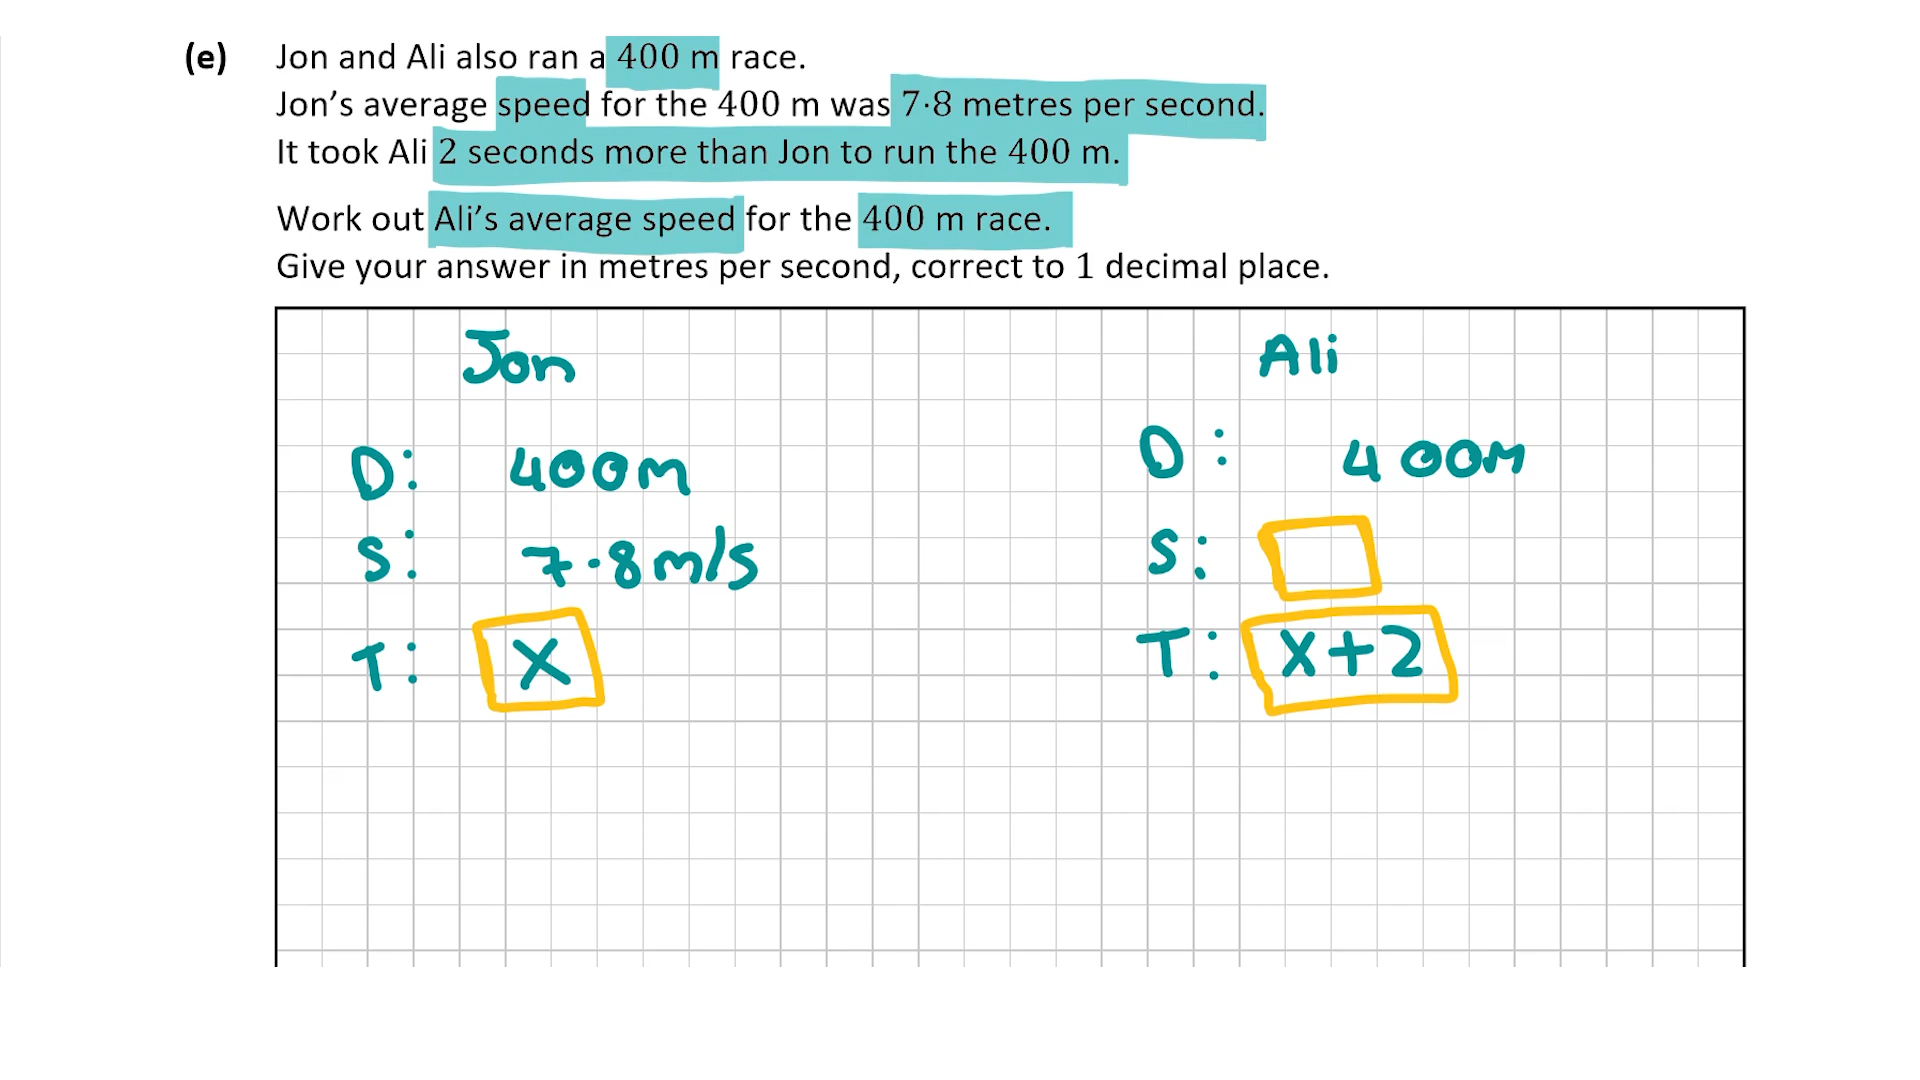 (e) Jon and Ali also ran a 400 m race.
Jon’s average speed for the 400 m was 7·8 metres per second.
It took Ali 2 seconds more than Jon to run the 400 m.
Work out Ali’s average speed for the 400 m race.
Give your answer in metres per second, correct to 1 decimal place.
Jon
D: 400m
S: 7.8m/s
T: x
Ali
D: 400M
S:
T: x+2